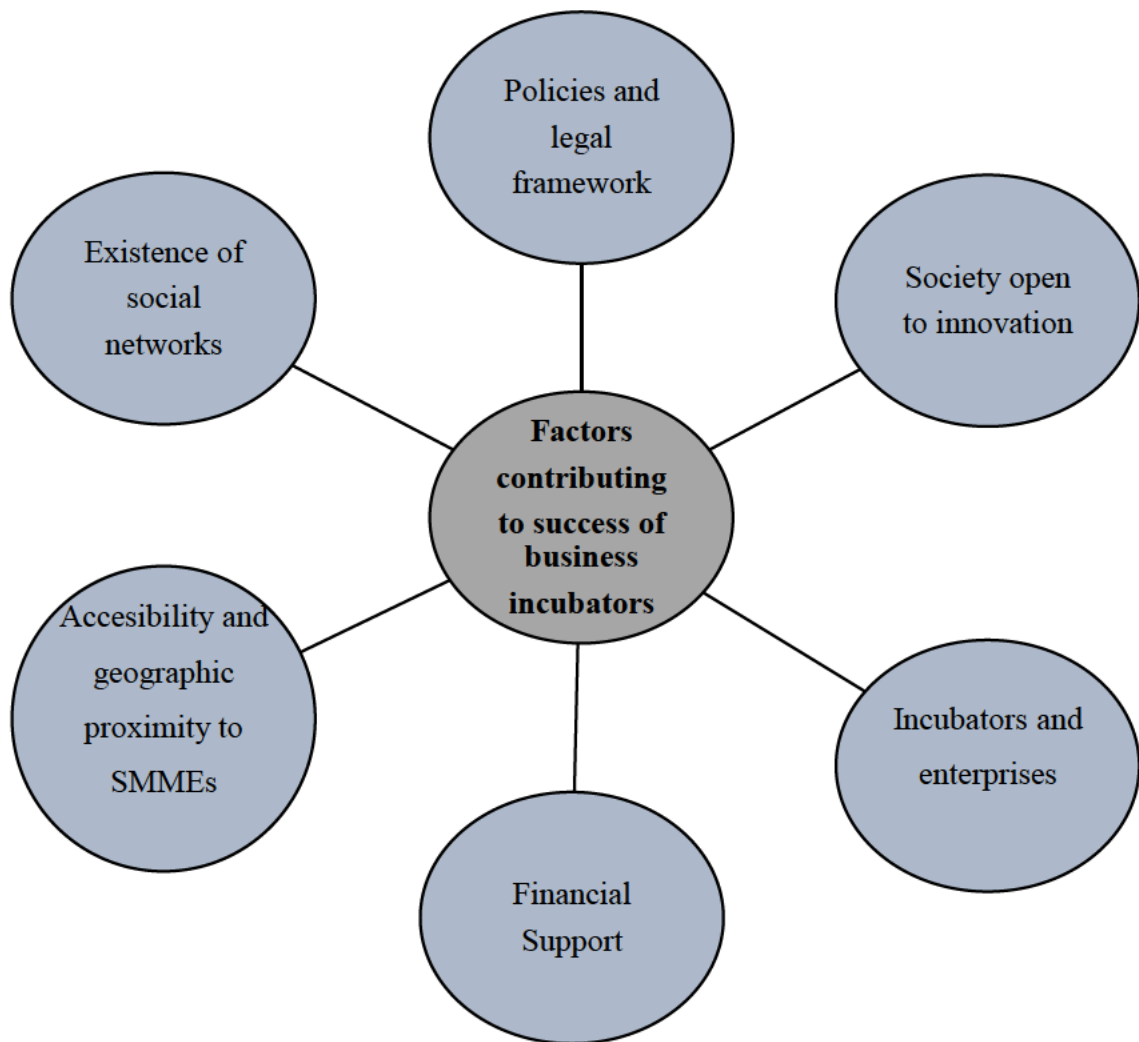 Policies and
legal
framework
Existence of
social
networks
Society open
to innovation
Factors
contributing
to success of
business
incubators
Accesibility and
geographic
proximity to
SMMEs
Incubators and
enterprises
Financial
Support